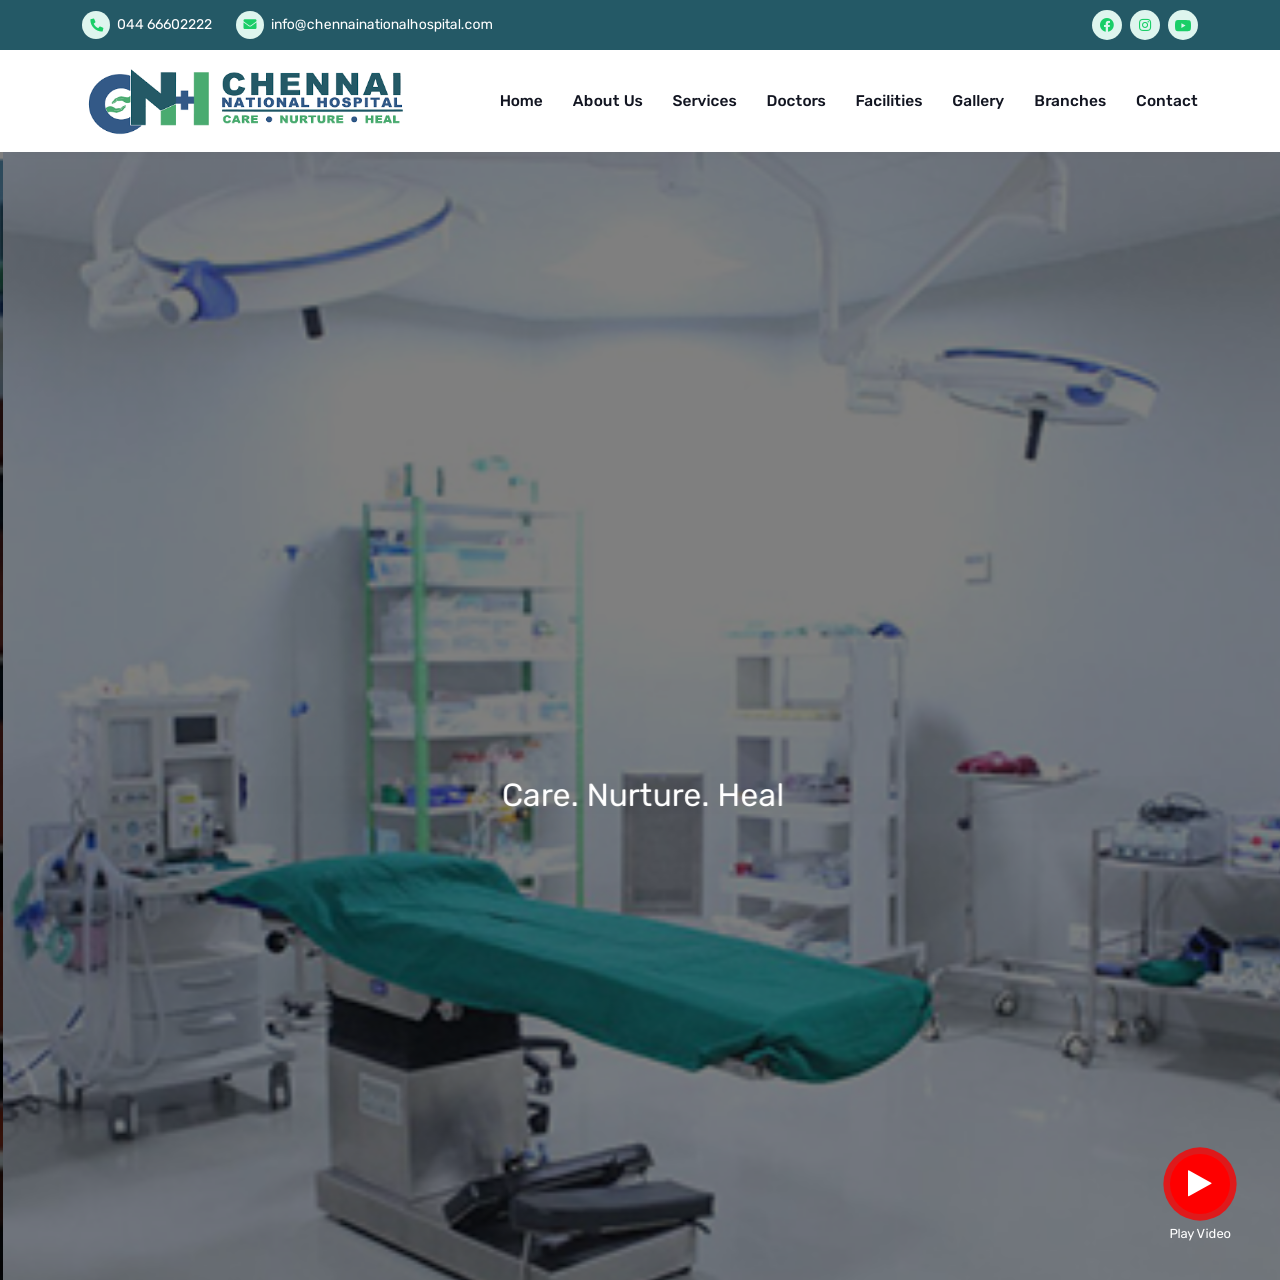 044 66602222
info@chennainationalhospital.com
CNH
CHENNAI
NATIONAL HOSPITAL
CARE • NURTURE • HEAL
Home
About Us
Services
Doctors
Facilities
Gallery
Branches
Contact
Care. Nurture. Heal
Play Video